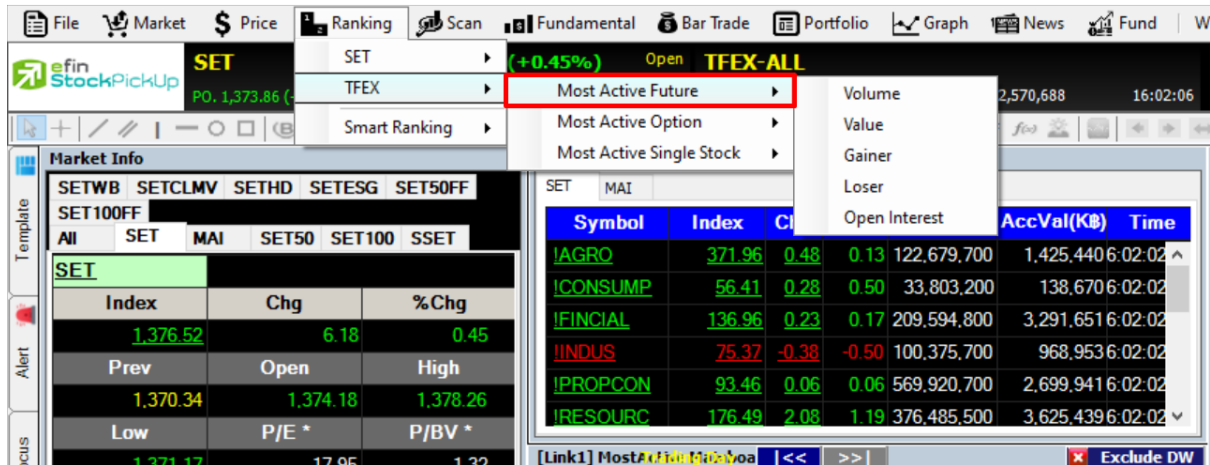 File Market Price Ranking Scan Fundamental Bar Trade Portfolio Graph News Fund W
efin
StockPickUp
SET
PO. 1,373.86 (-
(+0.45%) Open TFEX-ALL
2,570,688 16:02:06
SET
TFEX
Smart Ranking
Most Active Future
Most Active Option
Most Active Single Stock
Volume
Value
Gainer
Loser
Open Interest
f(x)
Template
Alert
ocus
Market Info
SETWB SETCLMV SETHD SETESG SET50FF
SET100FF
All SET MAI SET50 SET100 SSET
SET
Index Chg %Chg
1,376.52 6.18 0.45
Prev Open High
1,370.34 1,374.18 1,378.26
Low P/E * P/BV *
1,371.17 17.95 1.32
SET MAI
Symbol Index Ch AccVal(K฿) Time
!AGRO 371.96 0.48 0.13 122,679,700 1,425,440 6:02:02
!CONSUMP 56.41 0.28 0.50 33,803,200 138,670 6:02:02
!FINCIAL 136.96 0.23 0.17 209,594,800 3,291,651 6:02:02
!INDUS 75.37 -0.38 -0.50 100,375,700 968,953 6:02:02
!PROPCON 93.46 0.06 0.06 569,920,700 2,699,941 6:02:02
!RESOURC 176.49 2.08 1.19 376,485,500 3,625,439 6:02:02
[Link1] |<< >>| Exclude DW